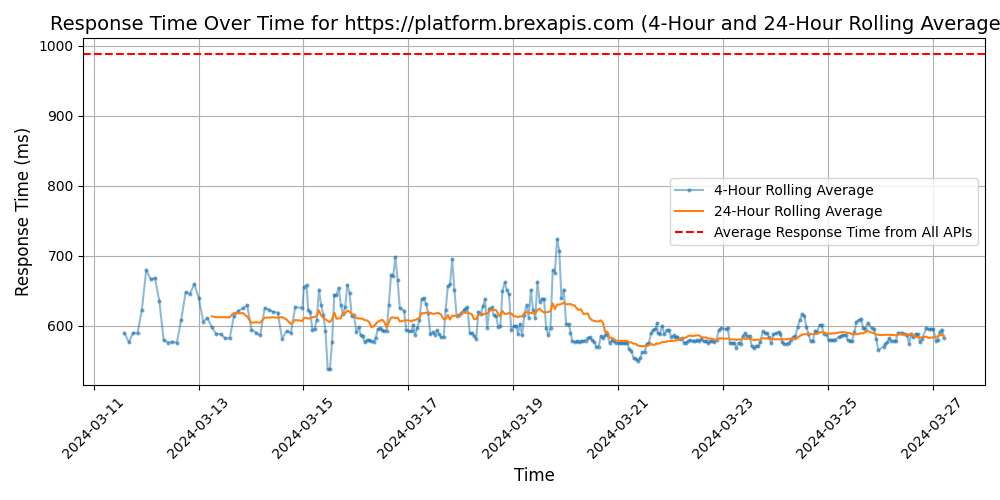 Response Time Over Time for https://platform.brexapis.com (4-Hour and 24-Hour Rolling Average
1000
900
800
700
600
Response Time (ms)
4-Hour Rolling Average
24-Hour Rolling Average
Average Response Time from All APIs
2024-03-11
2024-03-13
2024-03-15
2024-03-17
2024-03-19
2024-03-21
2024-03-23
2024-03-25
2024-03-27
Time